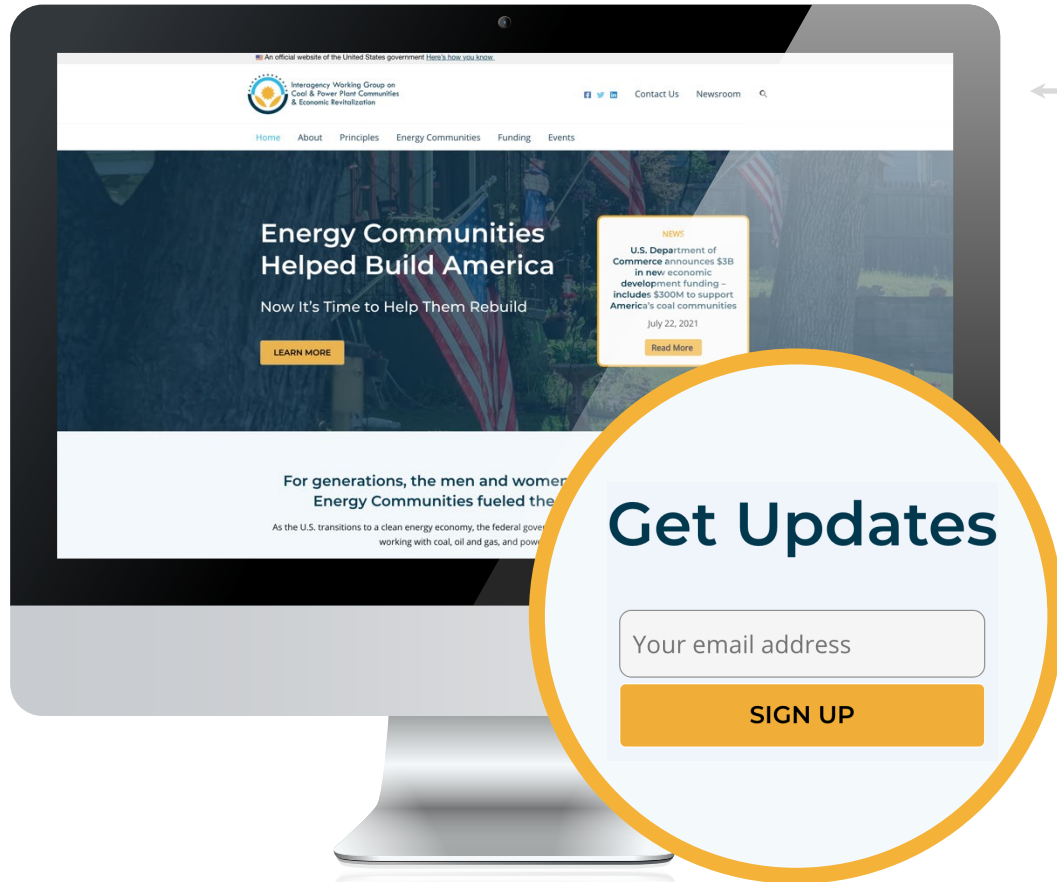 An official website of the United States government Here's how you know.
Interagency Working Group on
Coal & Power Plant Communities
& Economic Revitalization
Contact Us Newsroom
Home About Principles Energy Communities Funding Events
Energy Communities
Helped Build America
Now It's Time to Help Them Rebuild
LEARN MORE
NEWS
U.S. Department of
Commerce announces $3B
in new economic
development funding –
includes $300M to support
America's coal communities
July 22, 2021
Read More
For generations, the men and women
Energy Communities fueled the
As the U.S. transitions to a clean energy economy, the federal gove
working with coal, oil and gas, and powe
Get Updates
Your email address
SIGN UP